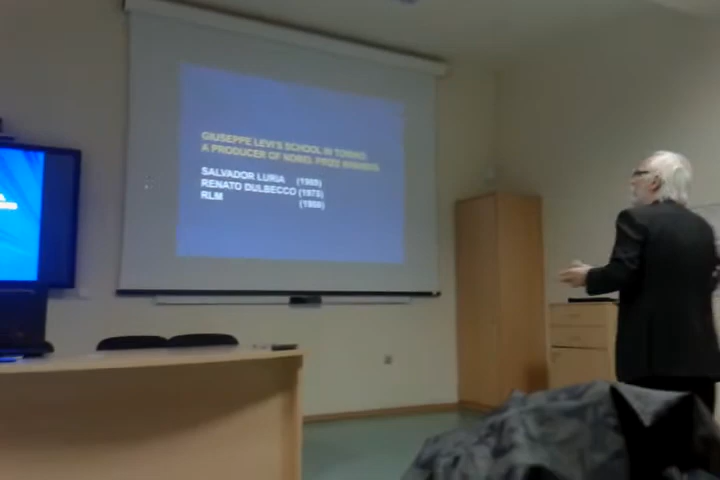 GIUSEPPE LEVI'S SCHOOL IN TORINO:
A PRODUCER OF NOBEL PRIZE WINNERS
SALVADOR LURIA (1969)
RENATO DULBECCO (1975)
RLM (1986)